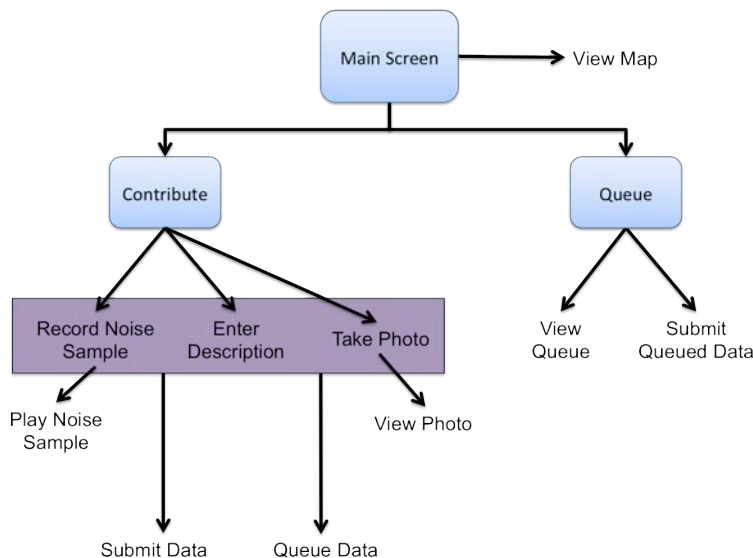 Main Screen
View Map
Contribute
Queue
Record Noise
Sample
Enter
Description
Take Photo
View
Queue
Submit
Queued Data
Play Noise
Sample
View Photo
Submit Data
Queue Data